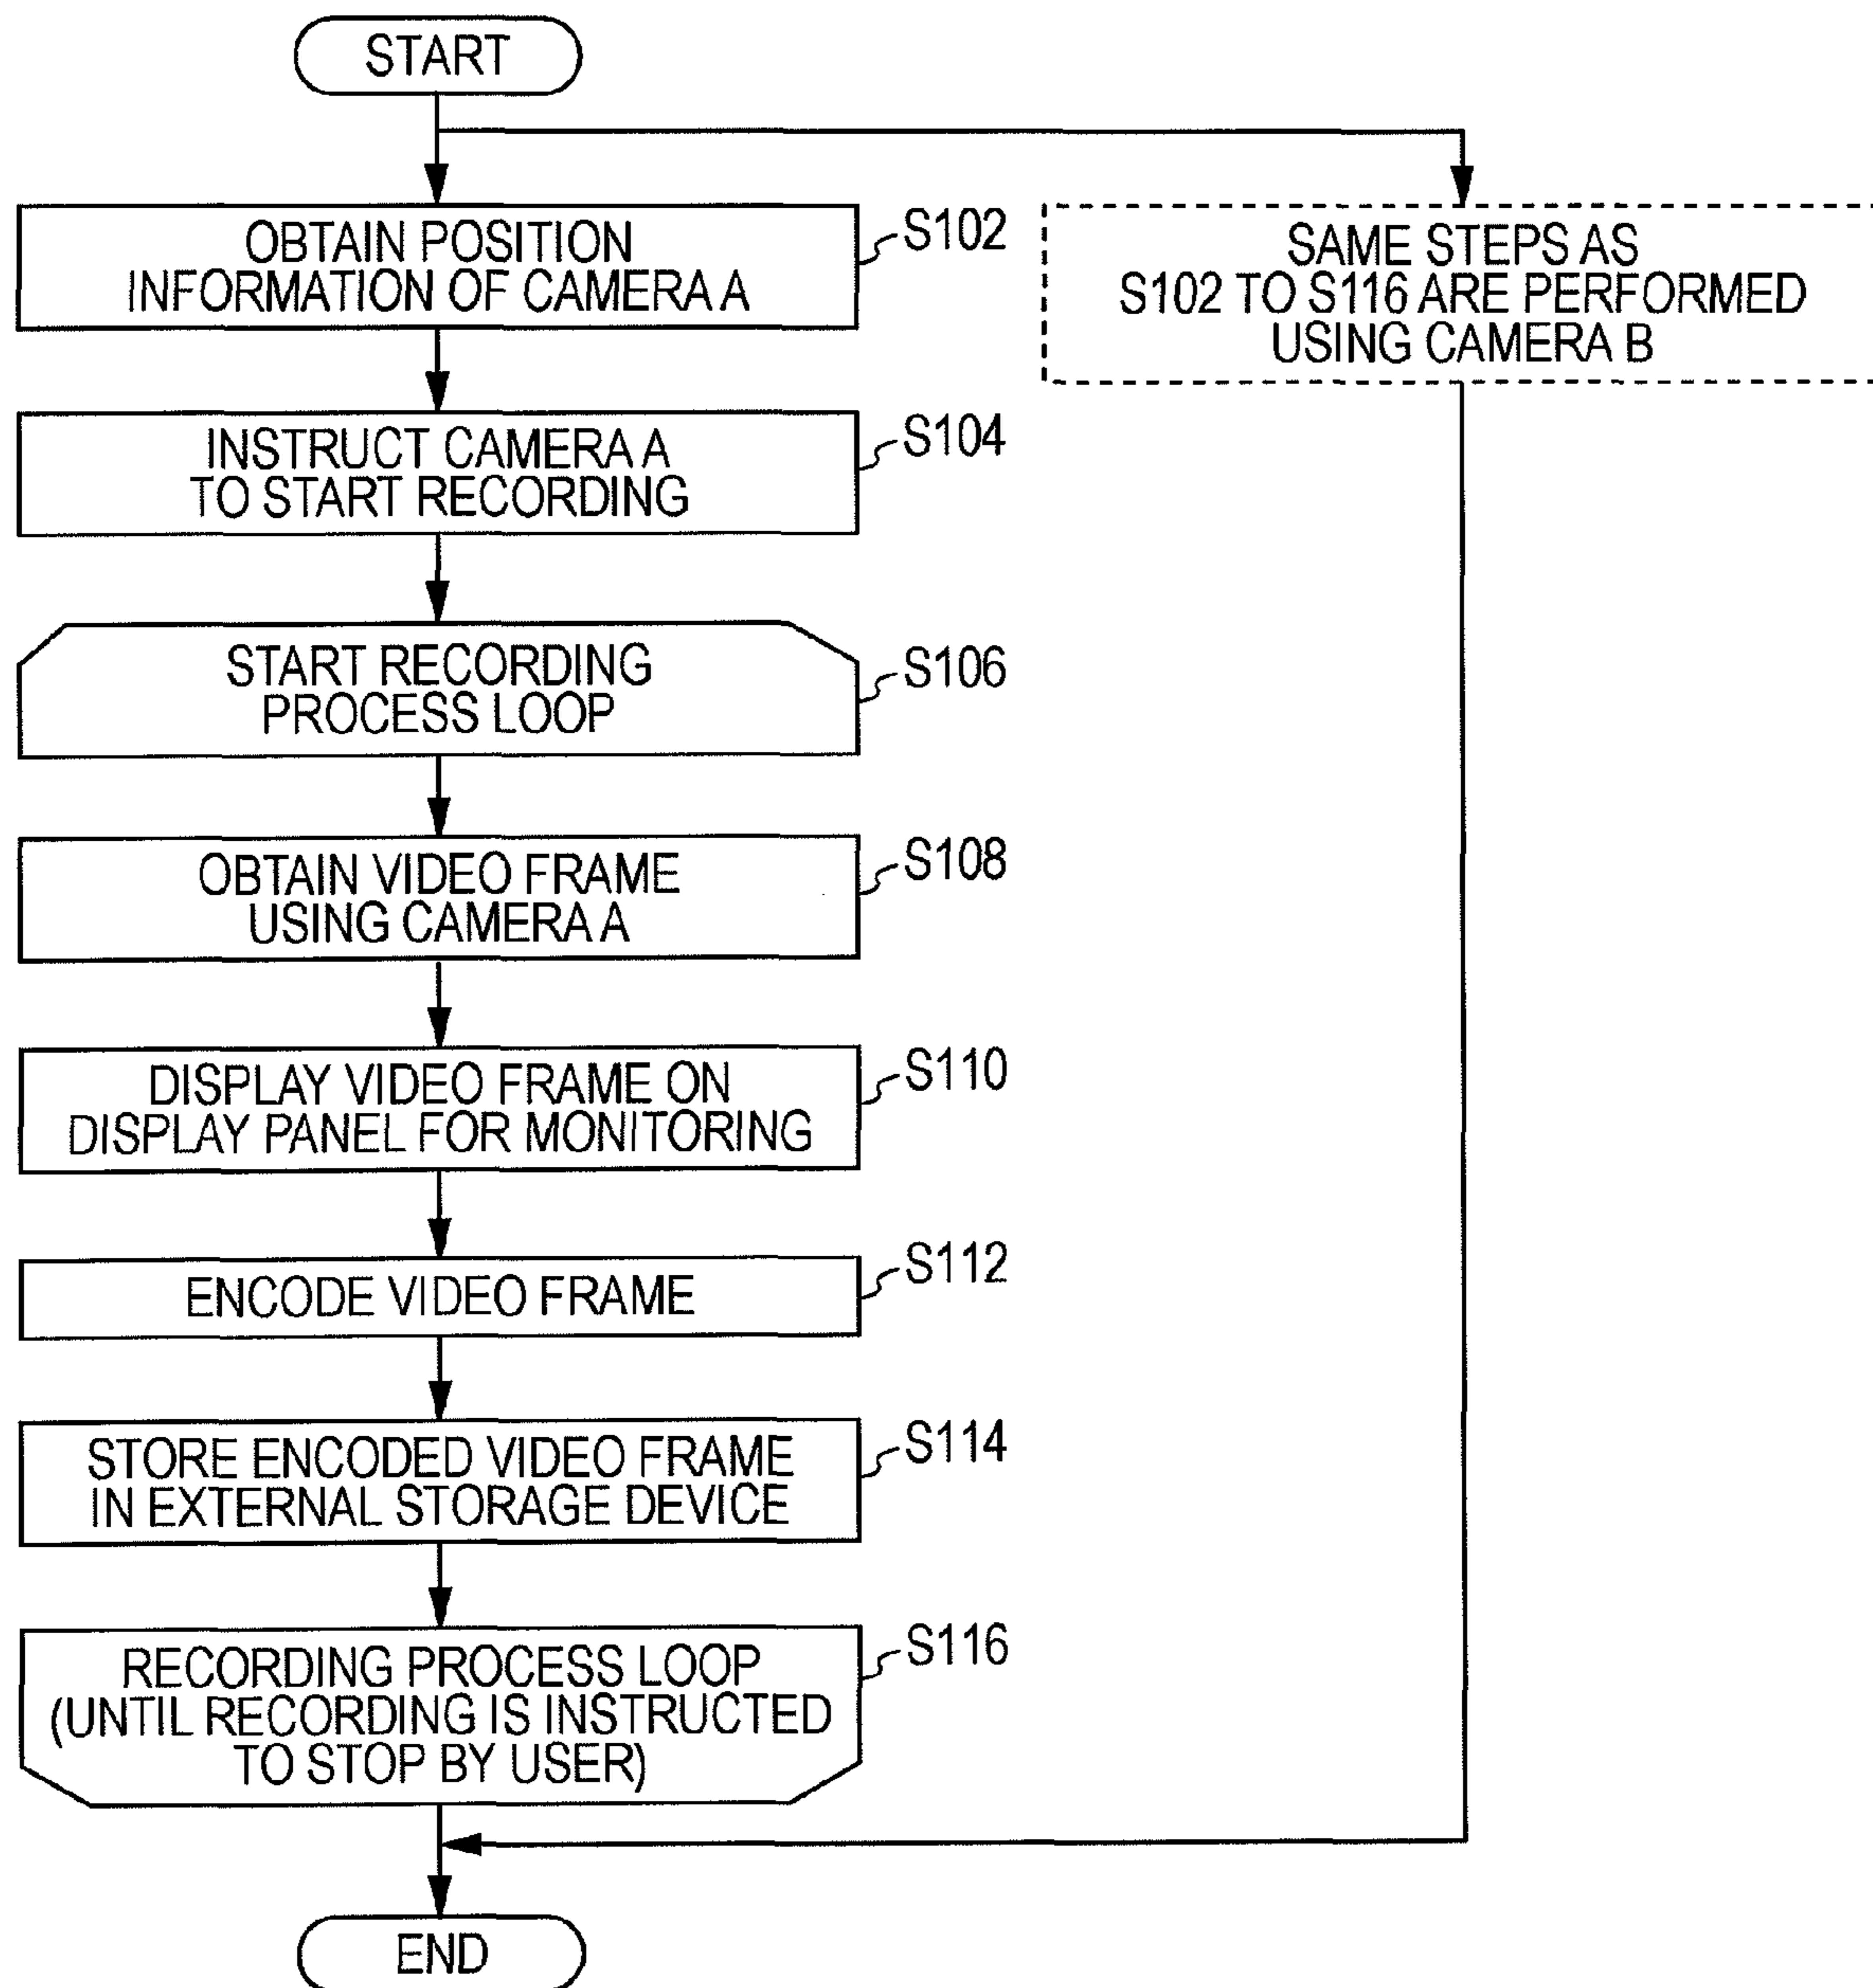 START
OBTAIN POSITION
INFORMATION OF CAMERA A
S102
SAME STEPS AS
S102 TO S116 ARE PERFORMED
USING CAMERA B
INSTRUCT CAMERA A
TO START RECORDING
S104
START RECORDING
PROCESS LOOP
S106
OBTAIN VIDEO FRAME
USING CAMERA A
S108
DISPLAY VIDEO FRAME ON
DISPLAY PANEL FOR MONITORING
S110
ENCODE VIDEO FRAME
S112
STORE ENCODED VIDEO FRAME
IN EXTERNAL STORAGE DEVICE
S114
RECORDING PROCESS LOOP
(UNTIL RECORDING IS INSTRUCTED
TO STOP BY USER)
S116
END